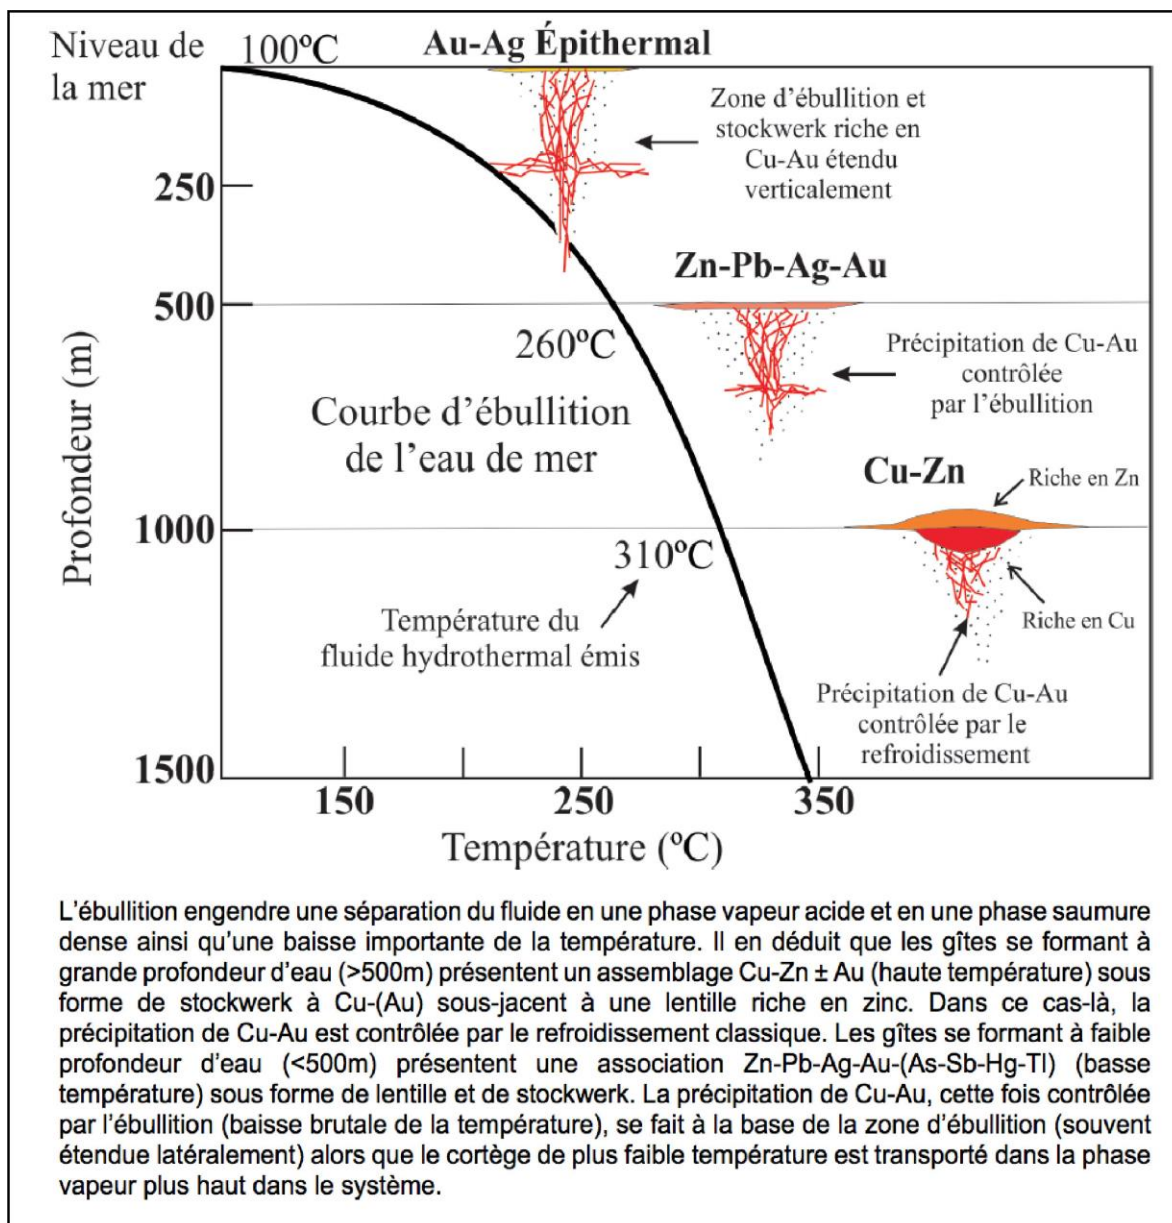 Niveau de
la mer
100ºC
Au-Ag Épithermal
Zone d'ébullition et
stockwerk riche en
Cu-Au étendu
verticalement
250
Zn-Pb-Ag-Au
500
260ºC
Précipitation de Cu-Au
contrôlée
par l'ébullition
Courbe d'ébullition
de l'eau de mer
Profondeur (m)
Cu-Zn
Riche en Zn
1000
310ºC
Riche en Cu
Température du
fluide hydrothermal émis
Précipitation de Cu-Au
contrôlée par le
refroidissement
1500
150
250
350
Température (ºC)
L'ébullition engendre une séparation du fluide en une phase vapeur acide et en une phase saumure
dense ainsi qu'une baisse importante de la température. Il en déduit que les gîtes se formant à
grande profondeur d'eau (>500m) présentent un assemblage Cu-Zn ± Au (haute température) sous
forme de stockwerk à Cu-(Au) sous-jacent à une lentille riche en zinc. Dans ce cas-là, la
précipitation de Cu-Au est contrôlée par le refroidissement classique. Les gîtes se formant à faible
profondeur d'eau (<500m) présentent une association Zn-Pb-Ag-Au-(As-Sb-Hg-Tl) (basse
température) sous forme de lentille et de stockwerk. La précipitation de Cu-Au, cette fois contrôlée
par l'ébullition (baisse brutale de la température), se fait à la base de la zone d'ébullition (souvent
étendue latéralement) alors que le cortège de plus faible température est transporté dans la phase
vapeur plus haut dans le système.